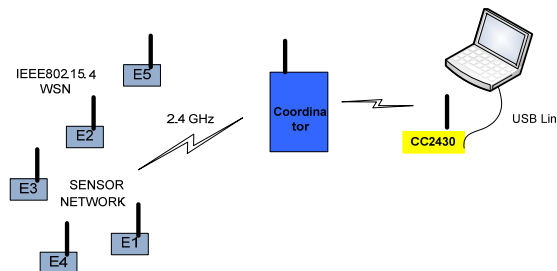 E5
IEEE802.15.4
WSN
E2
2.4 GHz
Coordina
tor
CC2430
USB Lin
E3
SENSOR
NETWORK
E1
E4